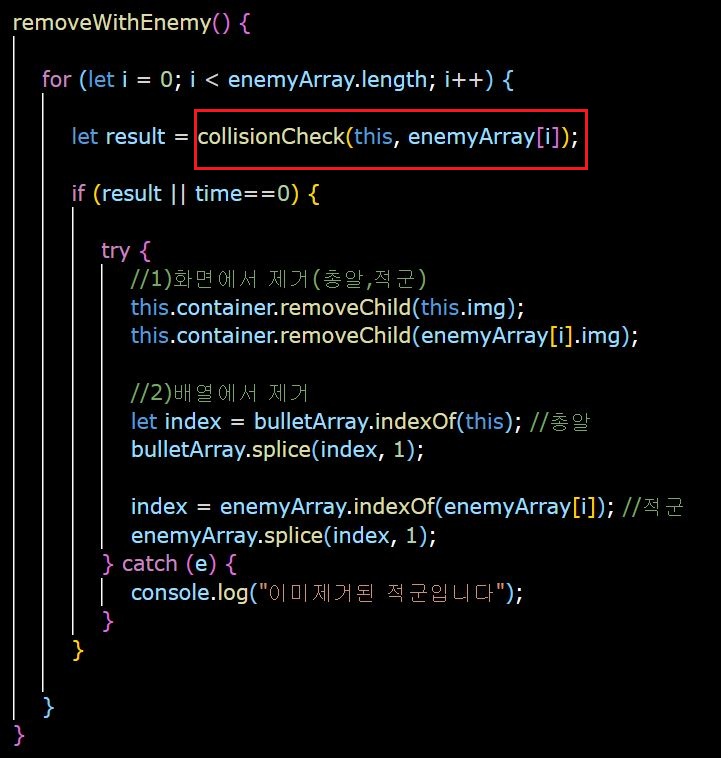 removeWithEnemy() {
for (let i = 0; i < enemyArray.length; i++) {
let result = collisionCheck(this, enemyArray[i]);
if (result || time==0) {
try {
//1)화면에서 제거(총알,적군)
this.container.removeChild(this.img);
this.container.removeChild(enemyArray[i].img);
//2)배열에서 제거
let index = bulletArray.indexOf(this); //총알
bulletArray.splice(index, 1);
index = enemyArray.indexOf(enemyArray[i]); //적군
enemyArray.splice(index, 1);
} catch (e) {
console.log("이미제거된 적군입니다");
}
}
}
}